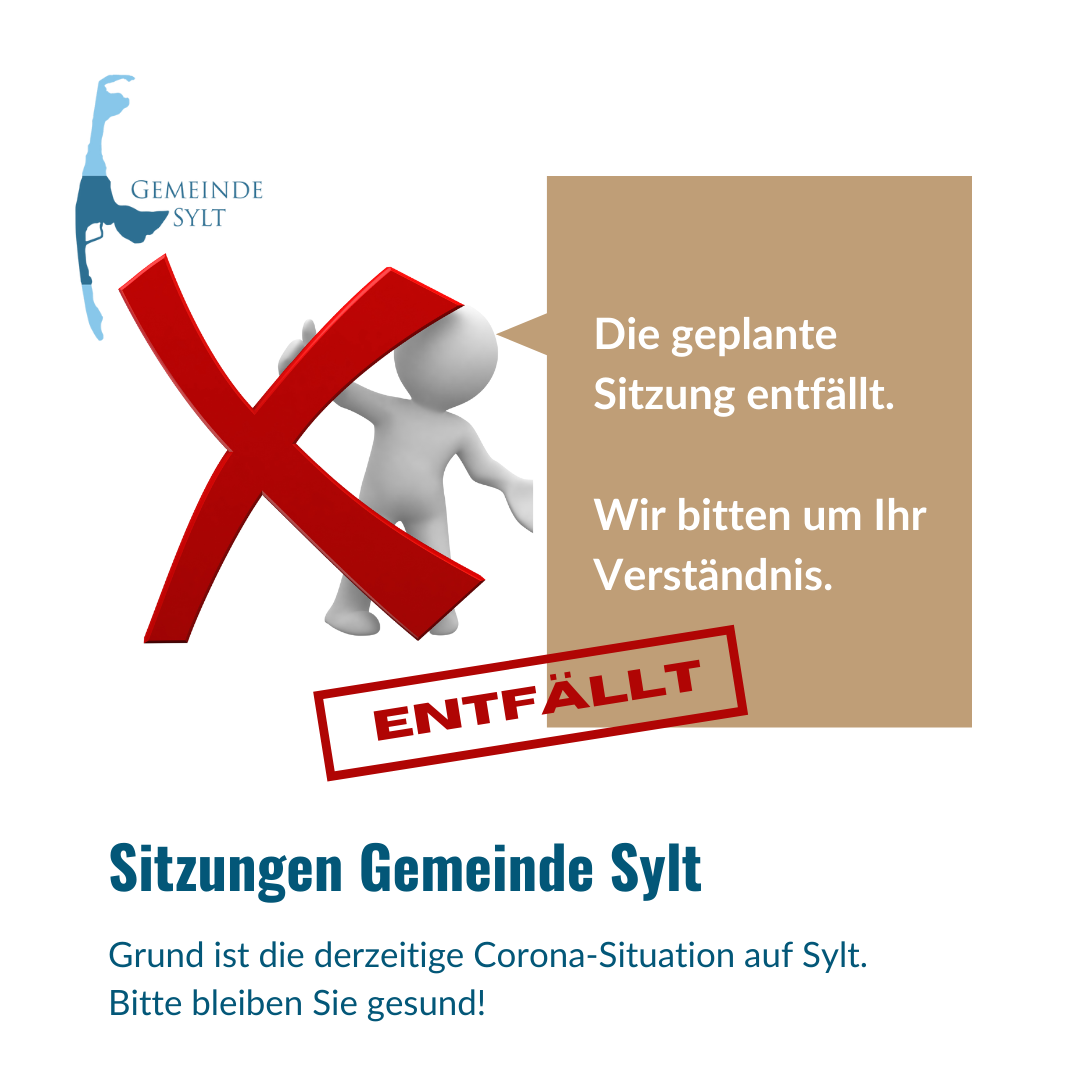 GEMEINDE
SYLT
Die geplante
Sitzung entfällt.
Wir bitten um Ihr
Verständnis.
ENTFÄLLT
Sitzungen Gemeinde Sylt
Grund ist die derzeitige Corona-Situation auf Sylt.
Bitte bleiben Sie gesund!